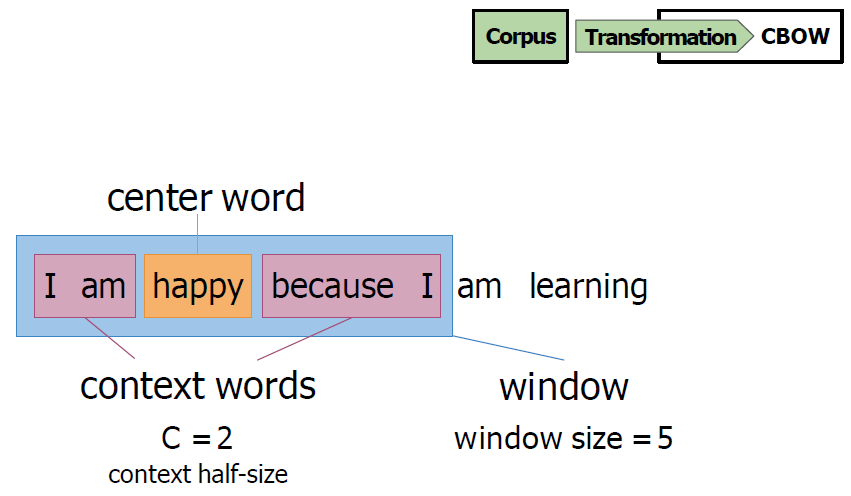 Corpus Transformation CBOW
center word
I am happy because I am learning
context words window
C = 2 window size = 5
context half-size